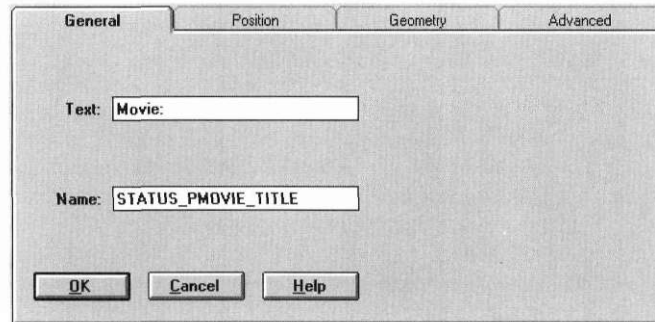 General Position Geometry Advanced
Text: Movie:
Name: STATUS_PMOVIE_TITLE
OK Cancel Help